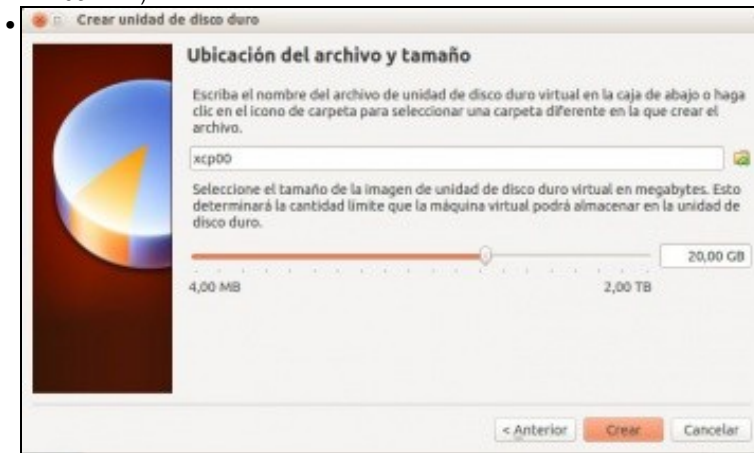 Crear unidad de disco duro
Ubicación del archivo y tamaño
Escriba el nombre del archivo de unidad de disco duro virtual en la caja de abajo o haga
clic en el icono de carpeta para seleccionar una carpeta diferente en la que crear el
archivo.
xcp00
Seleccione el tamaño de la imagen de unidad de disco duro virtual en megabytes. Esto
determinará la cantidad límite que la máquina virtual podrá almacenar en la unidad de
disco duro.
20,00 GB
4,00 MB 2,00 TB
< Anterior Crear Cancelar